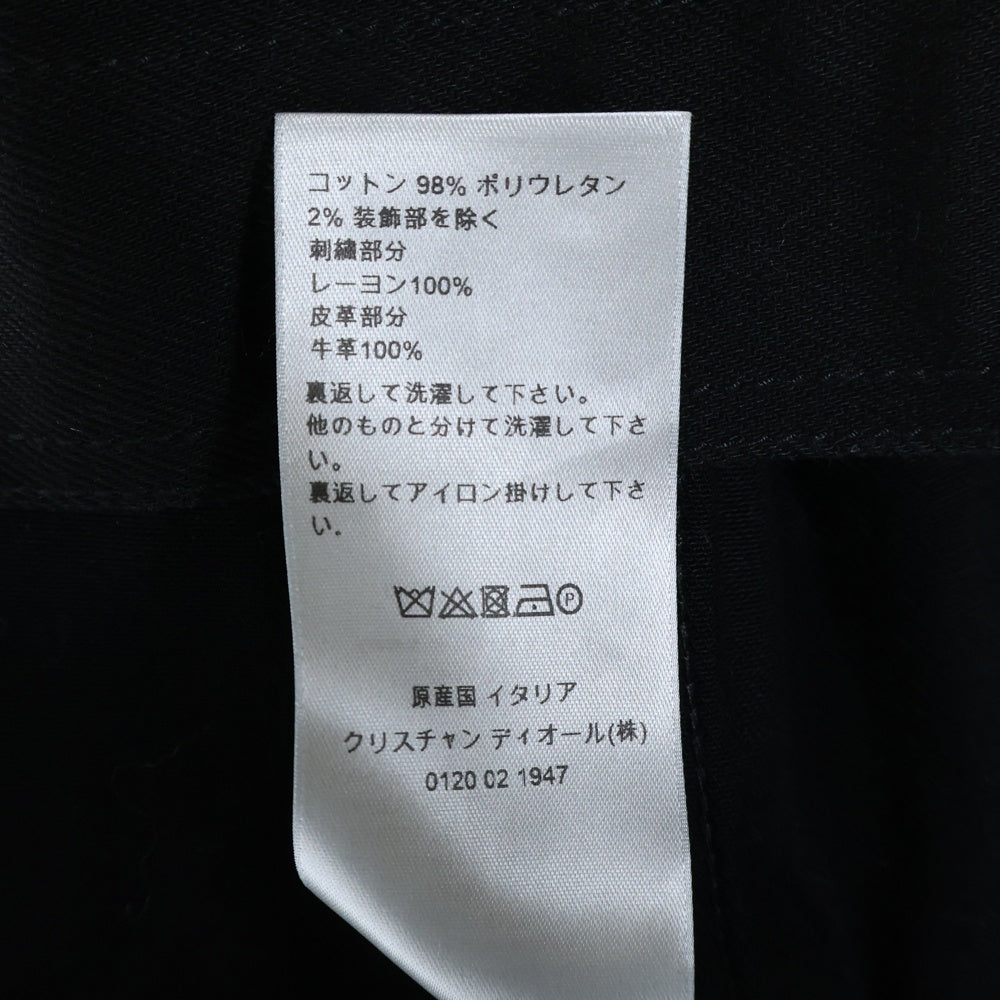 コットン 98% ポリウレタン
2% 装飾部を除く
刺繍部分
レーヨン100%
皮革部分
牛革100%
裏返して洗濯して下さい。
他のものと分けて洗濯して下さ
い。
裏返してアイロン掛けして下さ
い。
P
原産国 イタリア
クリスチャン ディオール(株)
0120 02 1947